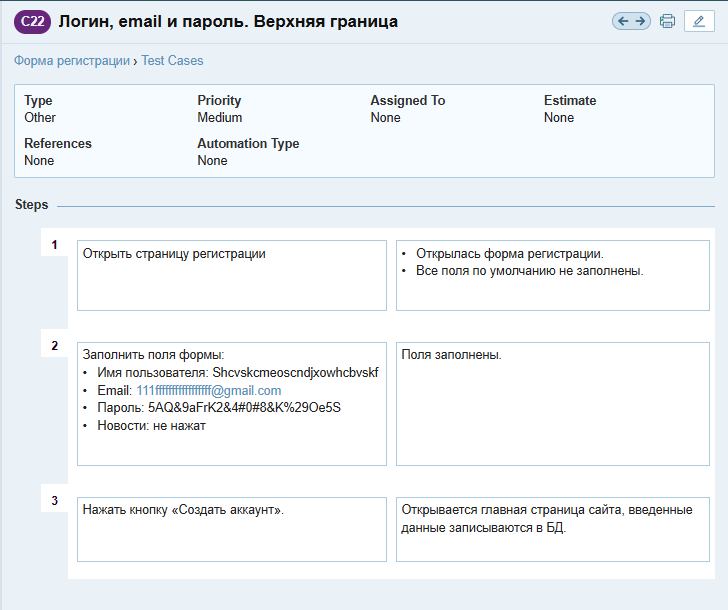 C22 Логин, email и пароль. Верхняя граница
Форма регистрации › Test Cases
Type Priority Assigned To Estimate
Other Medium None None
References Automation Type
None None
Steps
1
Открыть страницу регистрации
• Открылась форма регистрации.
• Все поля по умолчанию не заполнены.
2
Заполнить поля формы:
• Имя пользователя: Shcvskcmeoscndjxowhcbvskf
• Email:
• Пароль: 5AQ&9aFrK2&4#0#8&K%29Oe5S
• Новости: не нажат
Поля заполнены.
3
Нажать кнопку «Создать аккаунт».
Открывается главная страница сайта, введенные
данные записываются в БД.